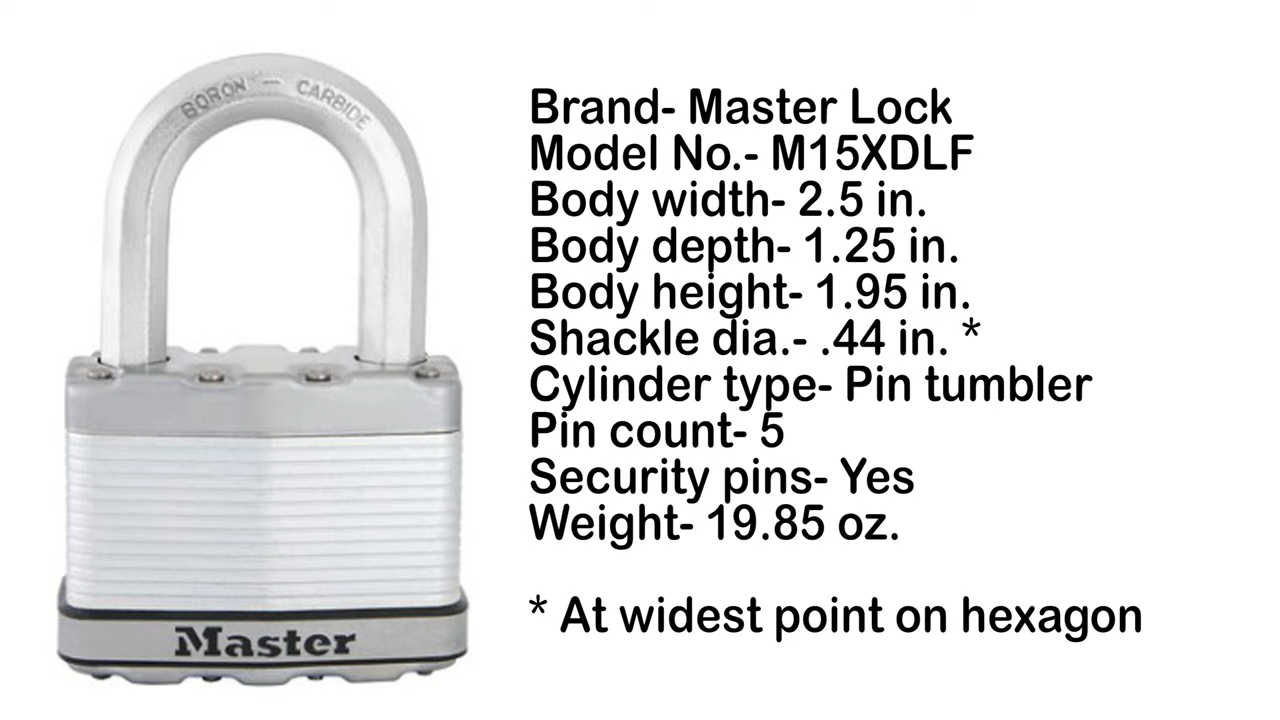 BORON — CARBIDE
Master
Brand- Master Lock
Model No.- M15XDLF
Body width- 2.5 in.
Body depth- 1.25 in.
Body height- 1.95 in.
Shackle dia.- .44 in. *
Cylinder type- Pin tumbler
Pin count- 5
Security pins- Yes
Weight- 19.85 oz.
* At widest point on hexagon